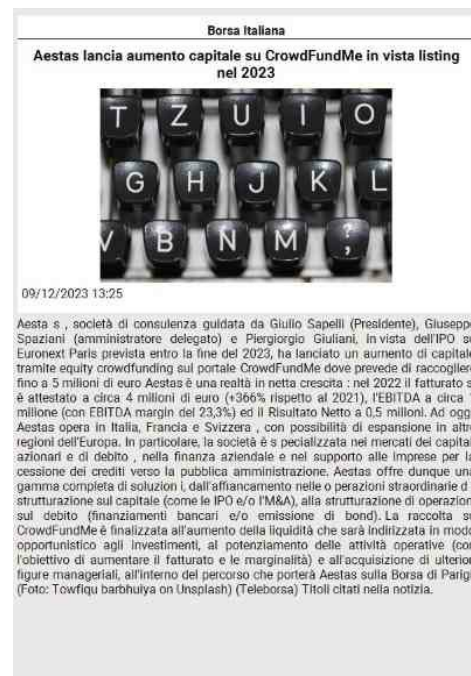 Borsa Italiana
Aestas lancia aumento capitale su CrowdFundMe in vista listing
nel 2023
T Z U I O
G H J K L
V B N M ? ;
09/12/2023 13:25
Aesta s , società di consulenza guidata da Giulio Sapelli (Presidente), Giuseppe
Spaziani (amministratore delegato) e Piergiorgio Giuliani, in vista dell'IPO su
Euronext Paris prevista entro la fine del 2023, ha lanciato un aumento di capitale
tramite equity crowdfunding sul portale CrowdFundMe dove prevede di raccogliere
fino a 5 milioni di euro Aestas è una realtà in netta crescita : nel 2022 il fatturato s
è attestato a circa 4 milioni di euro (+366% rispetto al 2021), l'EBITDA a circa 1
milione (con EBITDA margin del 23,3%) ed il Risultato Netto a 0,5 milioni. Ad oggi
Aestas opera in Italia, Francia e Svizzera , con possibilità di espansione in altre
regioni dell'Europa. In particolare, la società è s pecializzata nei mercati dei capital
azionari e di debito , nella finanza aziendale e nel supporto alle imprese per la
cessione dei crediti verso la pubblica amministrazione. Aestas offre dunque una
gamma completa di soluzion i, dall'affiancamento nelle o perazioni straordinarie d
strutturazione sul capitale (come le IPO e/o l'M&A), alla strutturazione di operazion
sul debito (finanziamenti bancari e/o emissione di bond). La raccolta su
CrowdFundMe è finalizzata all'aumento della liquidità che sarà indirizzata in modo
opportunistico agli investimenti, al potenziamento delle attività operative (con
l'obiettivo di aumentare il fatturato e le marginalità) e all'acquisizione di ulterior
figure manageriali, all'interno del percorso che porterà Aestas sulla Borsa di Parigi
(Foto: Towfiqu barbhuiya on Unsplash) (Teleborsa) Titoli citati nella notizia.